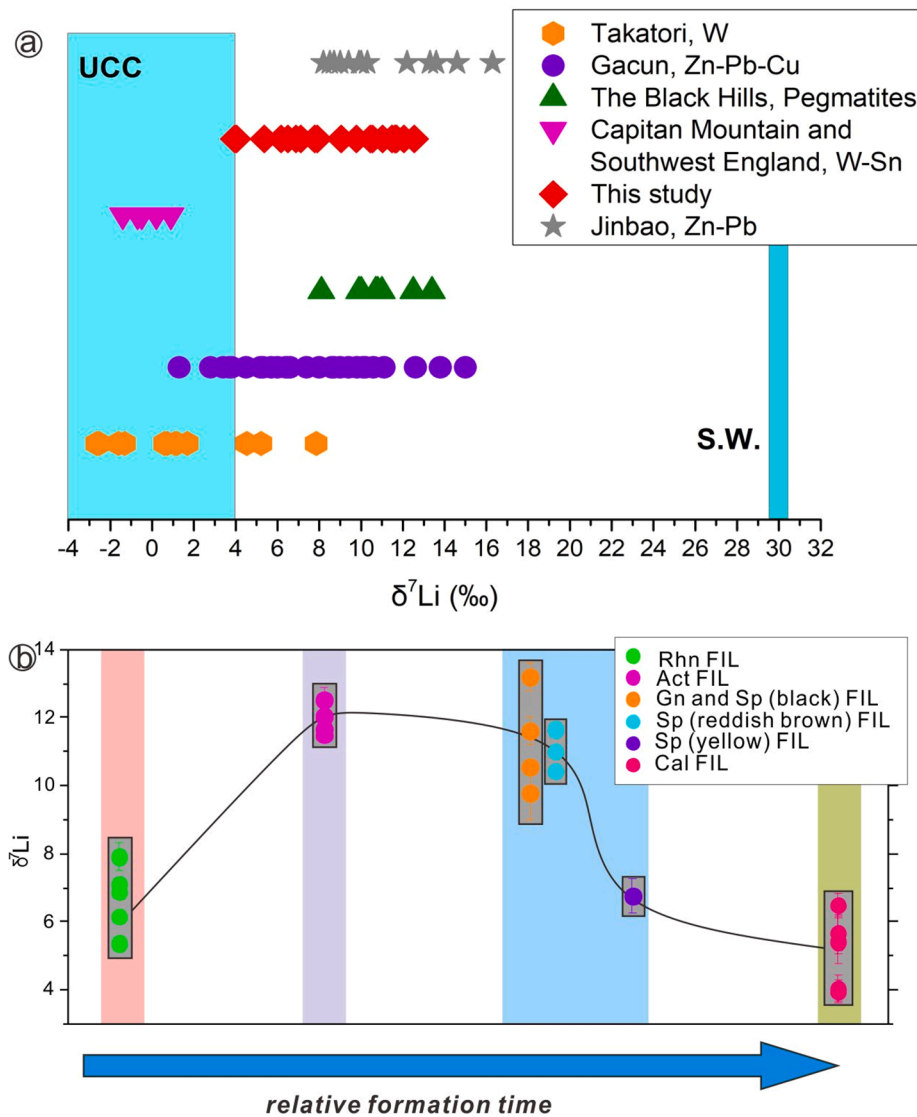 ⓐ
UCC
Takatori, W
Gacun, Zn-Pb-Cu
The Black Hills, Pegmatites
Capitan Mountain and
Southwest England, W-Sn
This study
Jinbao, Zn-Pb
S.W.
-4 -2 0 2 4 6 8 10 12 14 16 18 20 22 24 26 28 30 32
δ⁷Li (‰)
ⓑ
14
12
10
8
6
4
δ⁷Li
Rhn FIL
Act FIL
Gn and Sp (black) FIL
Sp (reddish brown) FIL
Sp (yellow) FIL
Cal FIL
relative formation time